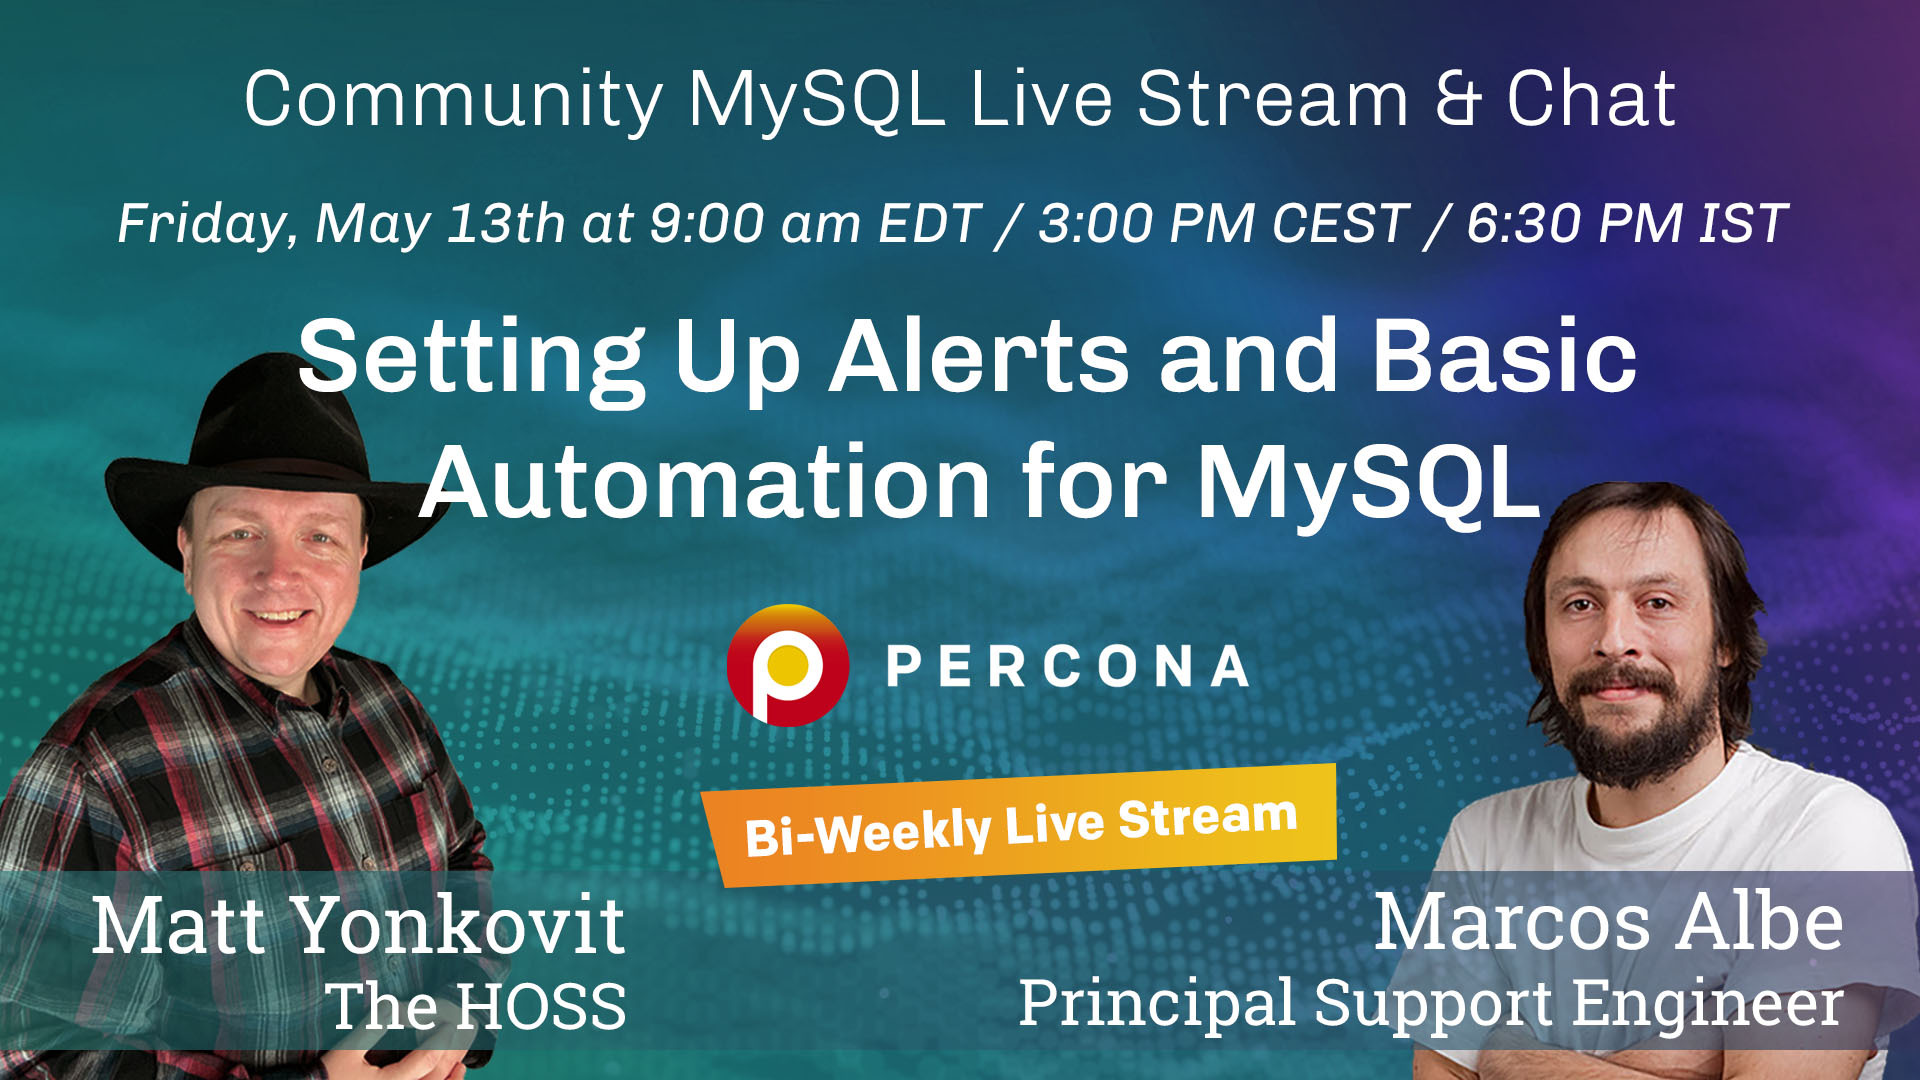 Community MySQL Live Stream & Chat
Friday, May 13th at 9:00 am EDT / 3:00 PM CEST / 6:30 PM IST
Setting Up Alerts and Basic
Automation for MySQL
PERCONA
Bi-Weekly Live Stream
Matt Yonkovit
The HOSS
Marcos Albe
Principal Support Engineer